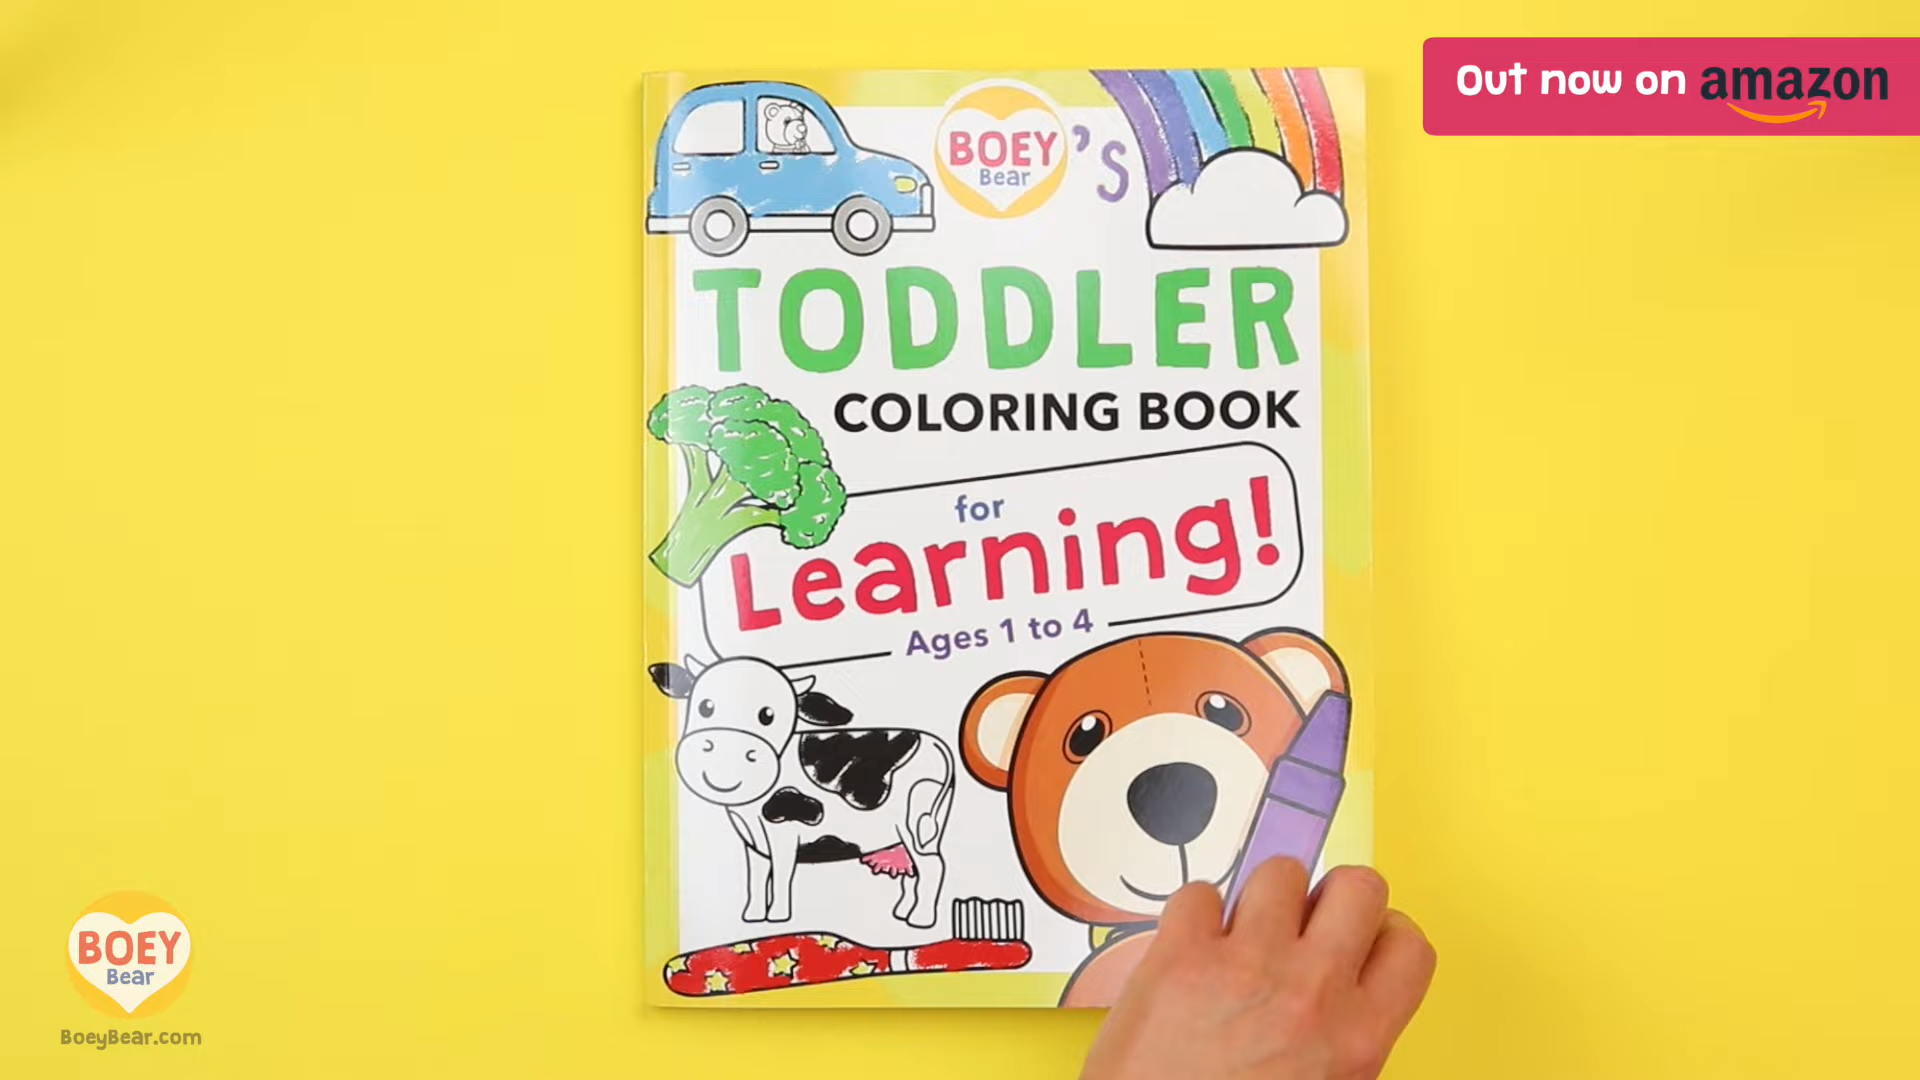 Out now on amazon
BOEY
Bear
's
TODDLER
COLORING BOOK
for
Learning!
Ages 1 to 4
BOEY
Bear
BoeyBear.com